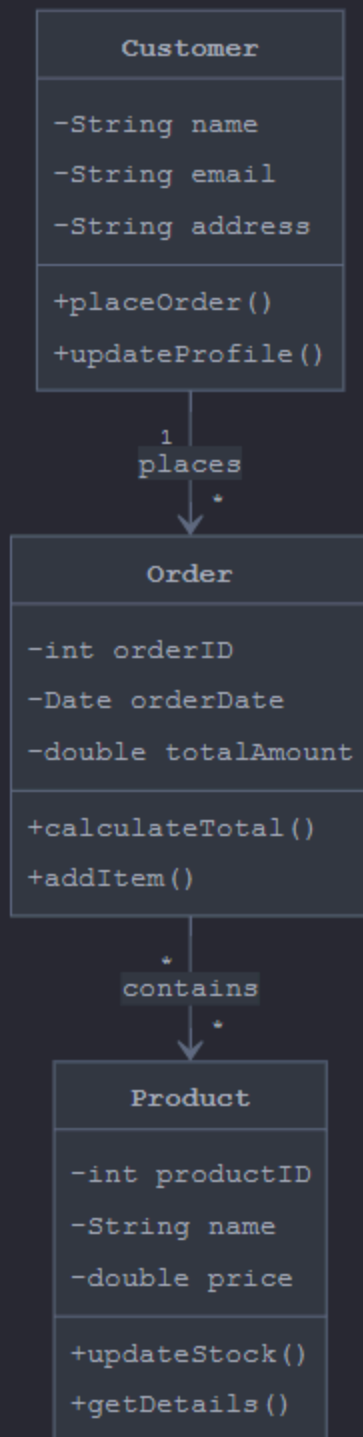 Customer
-String name
-String email
-String address
+placeOrder()
+updateProfile()
1
places
*
Order
-int orderID
-Date orderDate
-double totalAmount
+calculateTotal()
+addItem()
*
contains
*
Product
-int productID
-String name
-double price
+updateStock()
+getDetails()